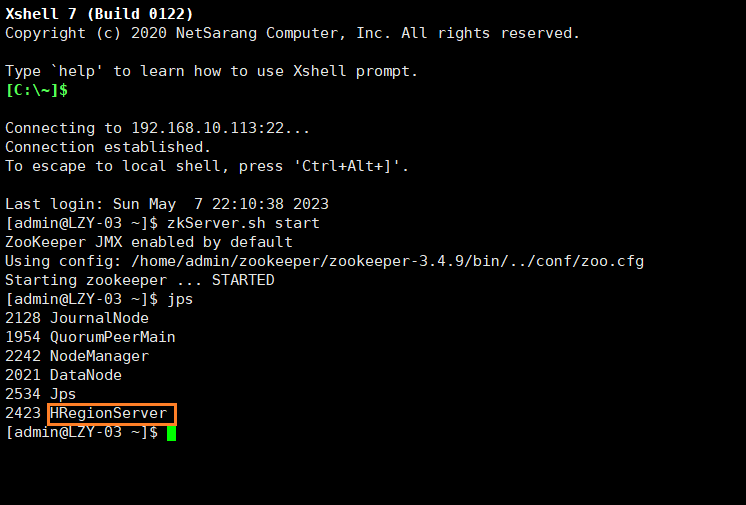 Xshell 7 (Build 0122)
Copyright (c) 2020 NetSarang Computer, Inc. All rights reserved.
Type `help' to learn how to use Xshell prompt.
[C:\~]$
Connecting to 192.168.10.113:22...
Connection established.
To escape to local shell, press 'Ctrl+Alt+]'.
Last login: Sun May  7 22:10:38 2023
[admin@LZY-03 ~]$ zkServer.sh start
ZooKeeper JMX enabled by default
Using config: /home/admin/zookeeper/zookeeper-3.4.9/bin/../conf/zoo.cfg
Starting zookeeper ... STARTED
[admin@LZY-03 ~]$ jps
2128 JournalNode
1954 QuorumPeerMain
2242 NodeManager
2021 DataNode
2534 Jps
2423 HRegionServer
[admin@LZY-03 ~]$